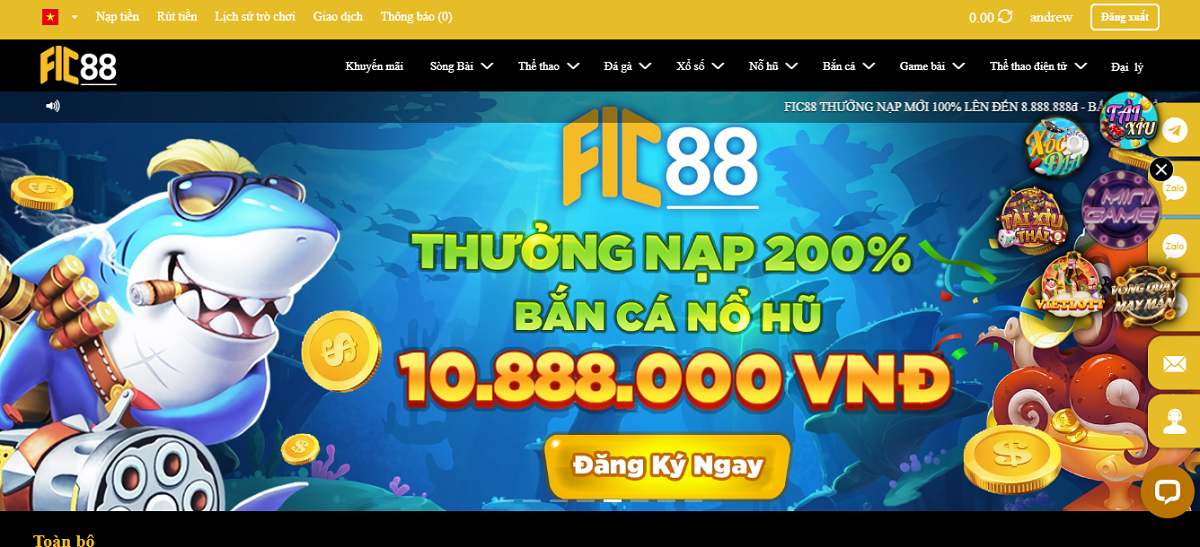 Nạp tiền Rút tiền Lịch sử trò chơi Giao dịch Thông báo (0) 0.00 andrew Đăng xuất
FIC88 Khuyến mãi Sòng Bài Thể thao Đá gà Xổ số Nỗ hũ Bắn cá Game bài Thể thao điện tử Đại lý
FIC88 THƯỞNG NẠP MỚI 100% LÊN ĐẾN 8.888.888đ -
TÀI XỈU
XÓC ĐĨA
FIC88
Zalo
MINI GAME
TÀI XỈU
THƯỞNG NẠP 200%
Zalo
BẮN CÁ NỔ HŨ
VIETLOTT
VÒNG QUAY MAY MẮN
10.888.000 VNĐ
Đăng Ký Ngay
Toàn bộ